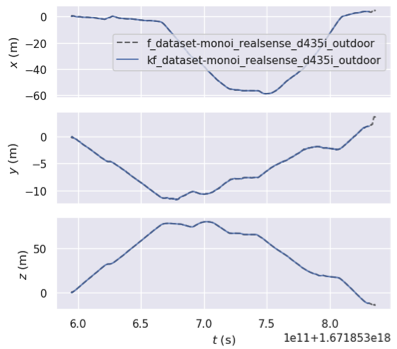 0
−20
−40
−60
x (m)
f_dataset-monoi_realsense_d435i_outdoor
kf_dataset-monoi_realsense_d435i_outdoor
0
−5
−10
y (m)
50
0
z (m)
6.0 6.5 7.0 7.5 8.0
t (s)
1e11+1.671853e18